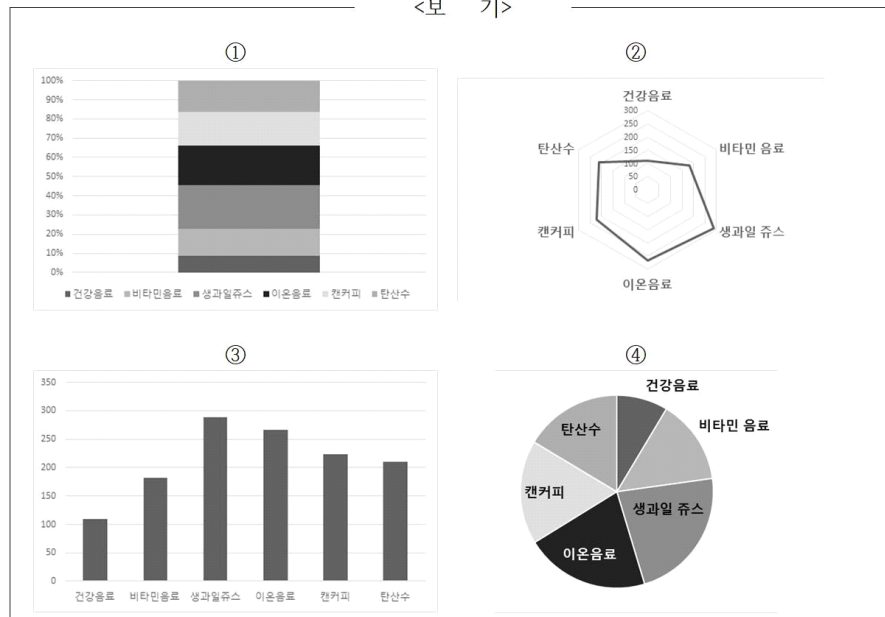 <보 기>
①
100%
90%
80%
70%
60%
50%
40%
30%
20%
10%
0%
■건강음료 ■비타민음료 ■생과일쥬스 ■이온음료 ■캔커피 ■탄산수
②
건강음료
300
250
200
150
100
50
0
탄산수
비타민 음료
캔커피
생과일 쥬스
이온음료
③
350
300
250
200
150
100
50
0
건강음료 비타민음료 생과일쥬스 이온음료 캔커피 탄산수
④
건강음료
비타민 음료
탄산수
캔커피
생과일 쥬스
이온음료